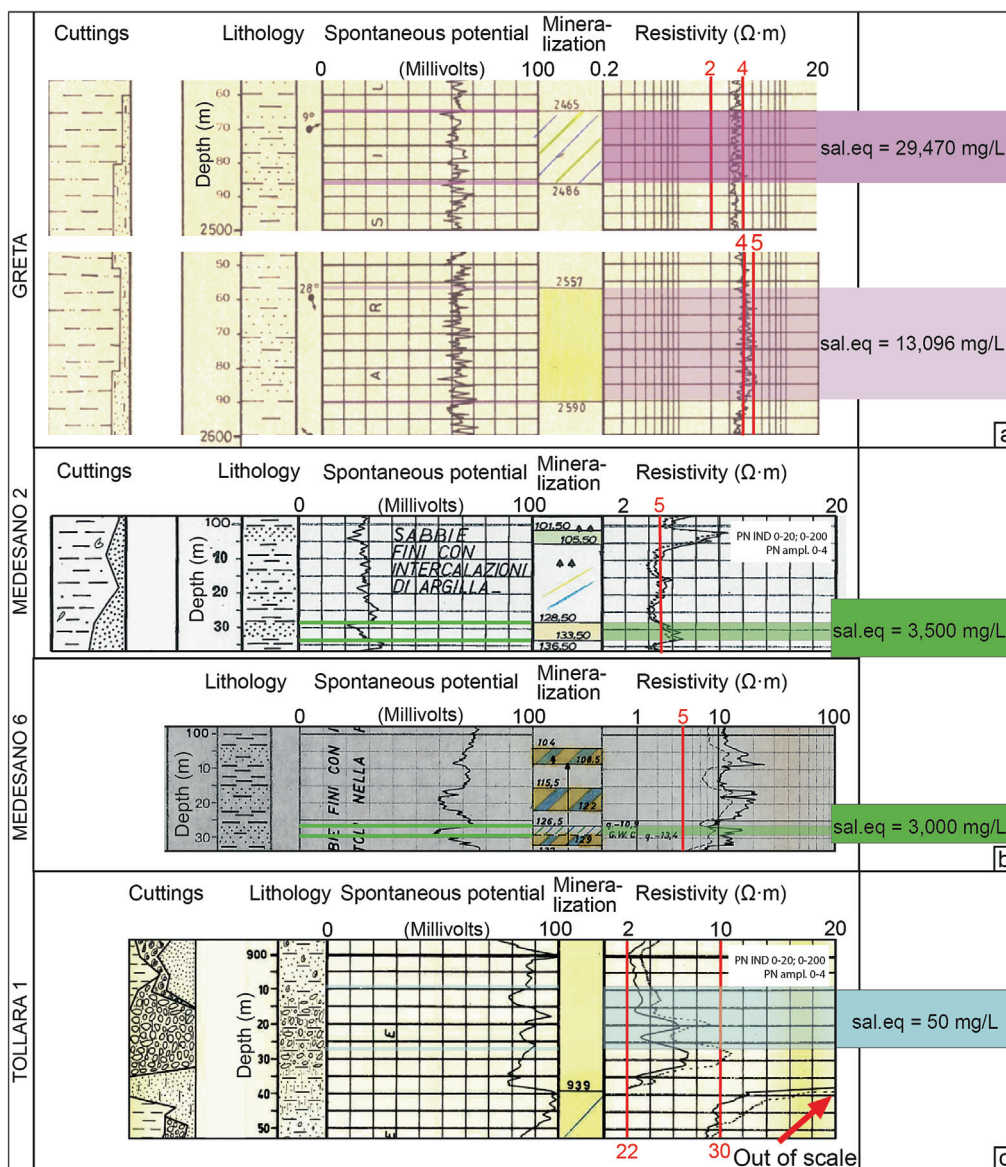 GRETA
Cuttings
Lithology
Spontaneous potential
Minera-
lization
Resistivity (Ω·m)
0
(Millivolts)
100
0.2
2
4
20
Depth (m)
60
70
80
90
2500
9°
L
I
S
2465
2486
sal.eq = 29,470 mg/L
4
5
50
60
70
80
90
2600
28°
R
A
2557
2590
sal.eq = 13,096 mg/L
a
MEDESANO 2
Cuttings
Lithology
Spontaneous potential
Minera-
lization
Resistivity (Ω·m)
0
(Millivolts)
100
2
5
20
Depth (m)
100
10
20
30
SABBIE
FINI CON
INTERCALAZIONI
DI ARGILLA
101,50
105,50
128,50
133,50
136,50
PN IND 0-20; 0-200
PN ampl. 0-4
sal.eq = 3,500 mg/L
MEDESANO 6
Lithology
Spontaneous potential
Minera-
lization
Resistivity (Ω·m)
0
(Millivolts)
100
1
5
10
100
Depth (m)
100
10
20
30
BIE FINI CON I
TOL NELLA
104
108,5
115,5
122
126,5
129
q.-10,9
G.W.C q.-13,4
sal.eq = 3,000 mg/L
b
TOLLARA 1
Cuttings
Lithology
Spontaneous potential
Minera-
lization
Resistivity (Ω·m)
0
(Millivolts)
100
2
10
20
Depth (m)
900
10
20
30
40
50
E
E
939
PN IND 0-20; 0-200
PN ampl. 0-4
sal.eq = 50 mg/L
22
30
Out of scale